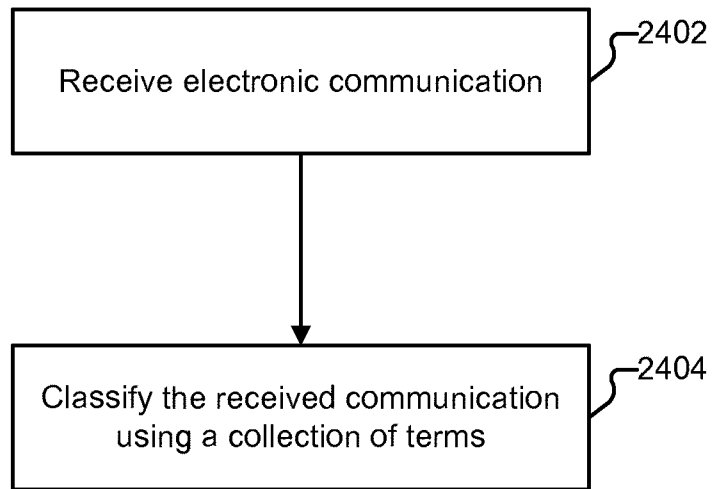 2402
Receive electronic communication
2404
Classify the received communication
using a collection of terms